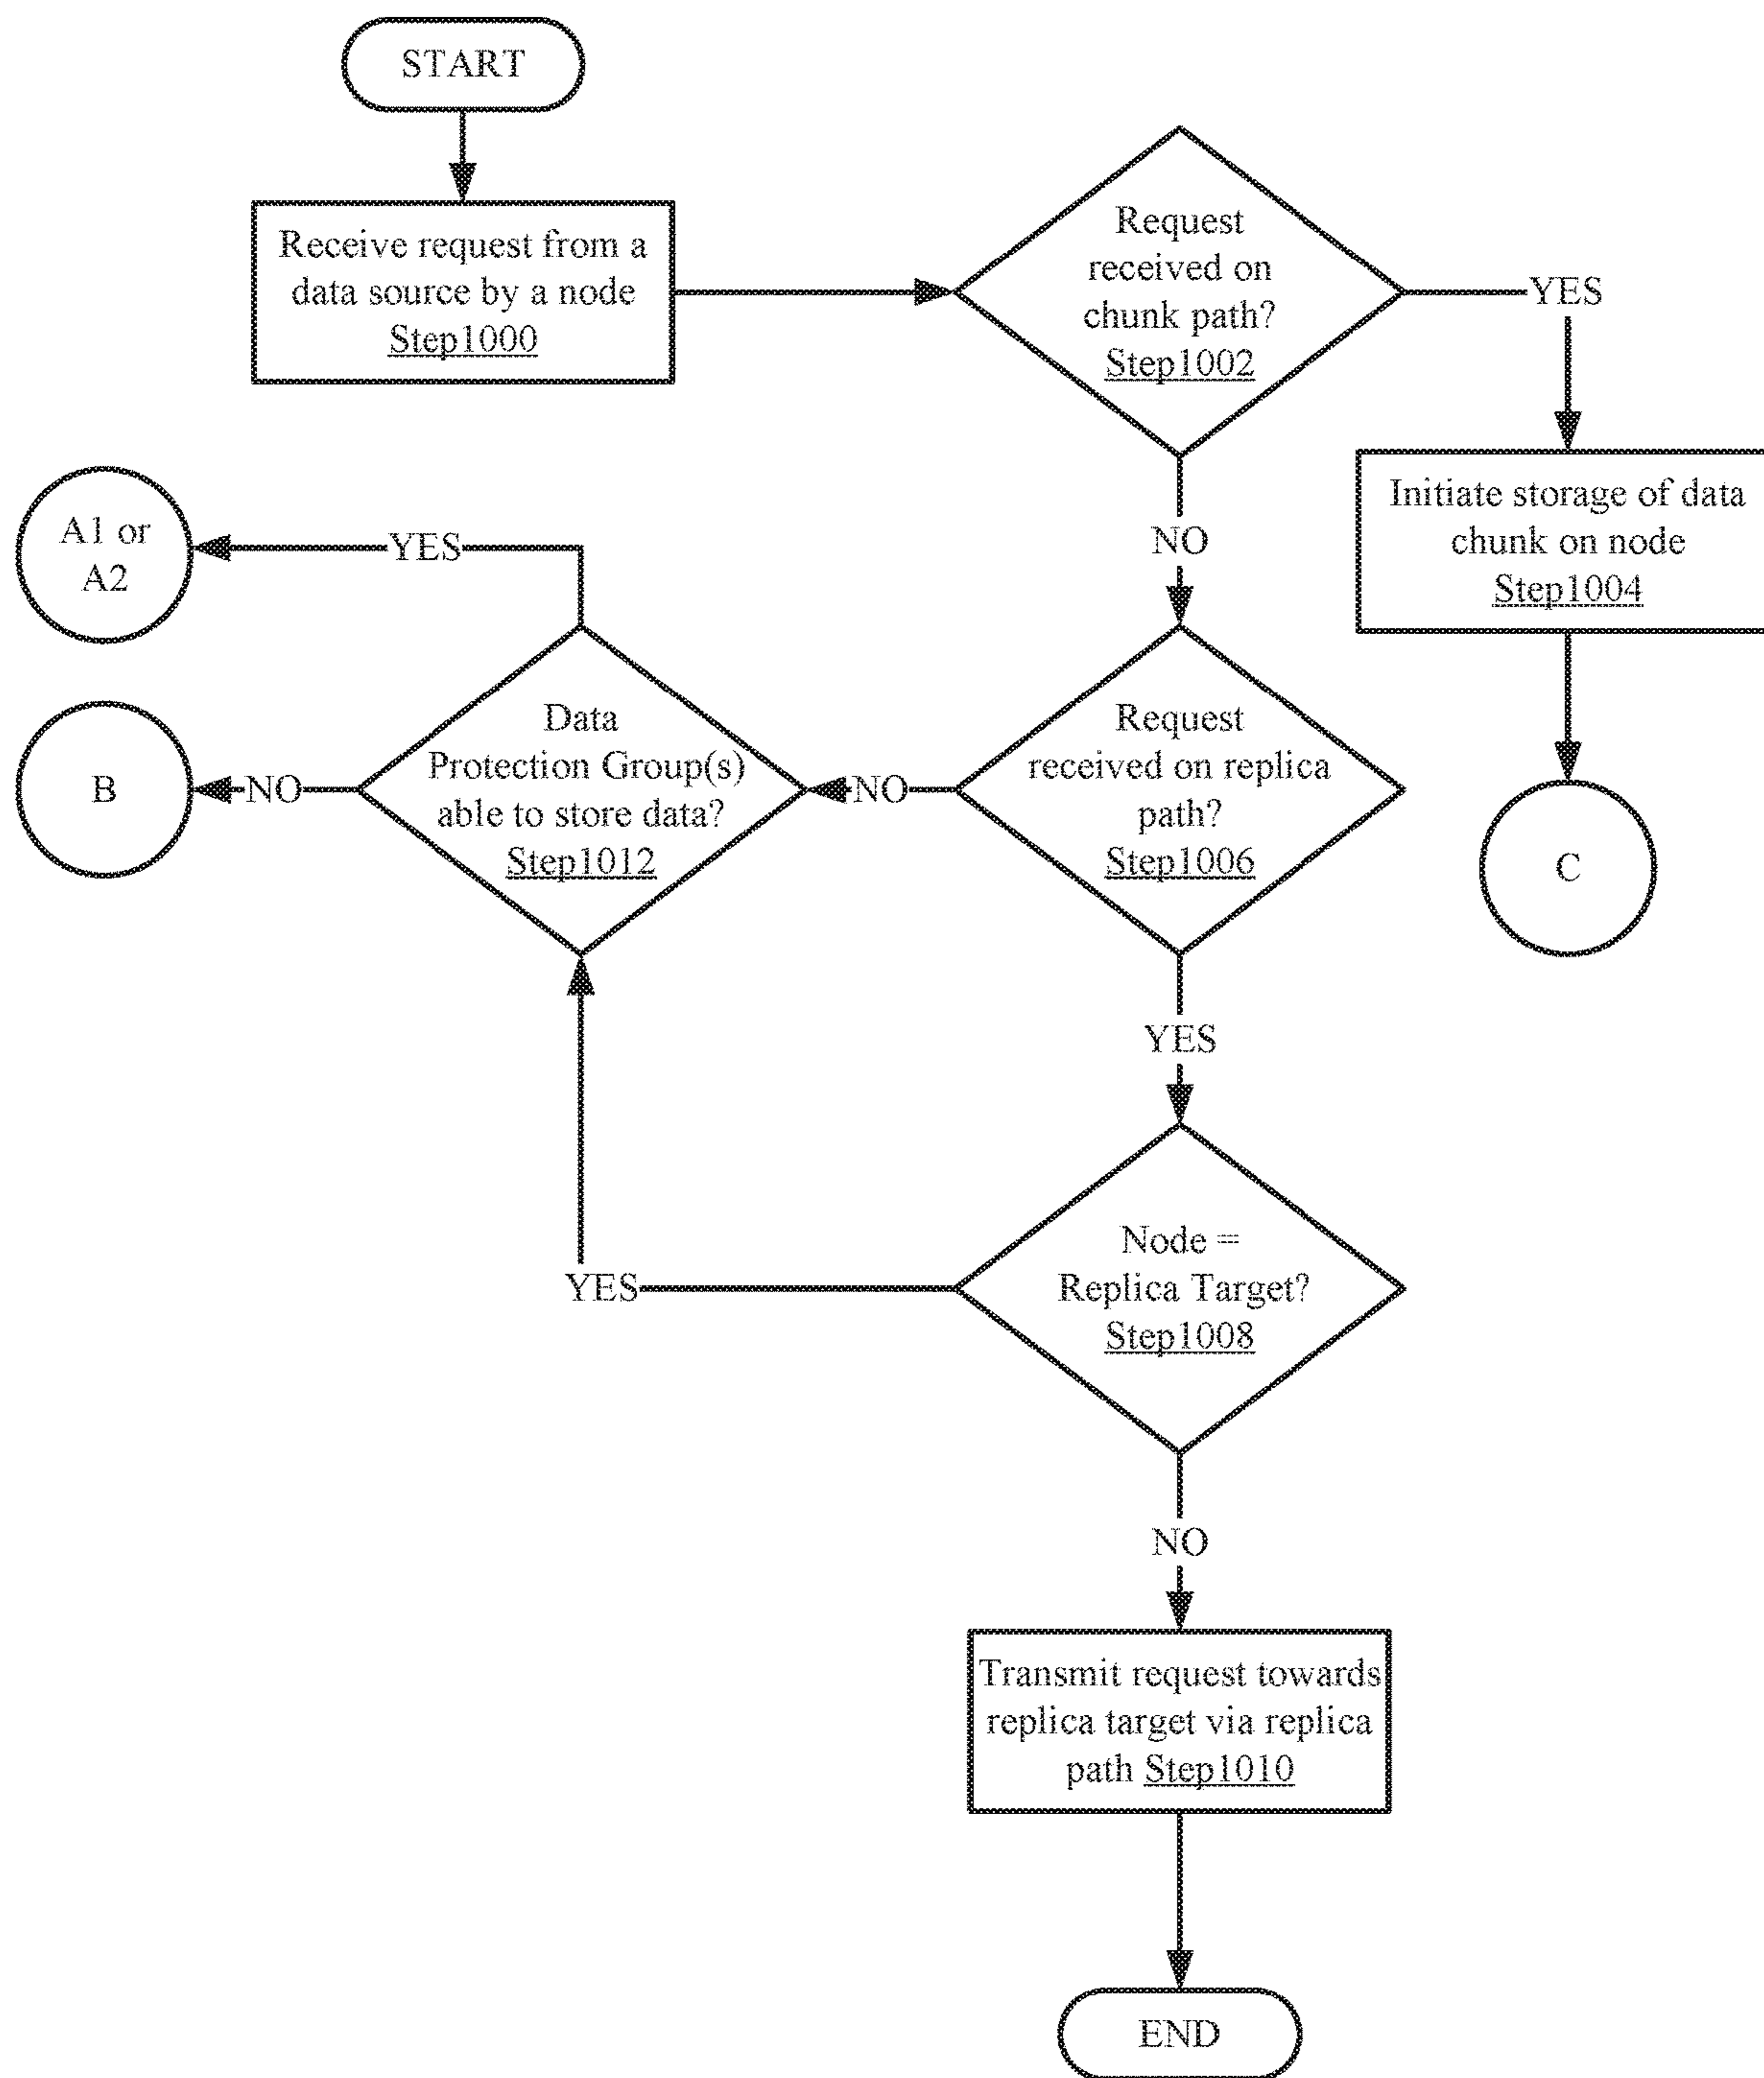 START
Receive request from a
data source by a node
Step1000
Request
received on
chunk path?
Step1002
YES
Initiate storage of data
chunk on node
Step1004
C
NO
Request
received on replica
path?
Step1006
NO
Data
Protection Group(s)
able to store data?
Step1012
YES
A1 or
A2
NO
B
YES
Node =
Replica Target?
Step1008
YES
NO
Transmit request towards
replica target via replica
path Step1010
END